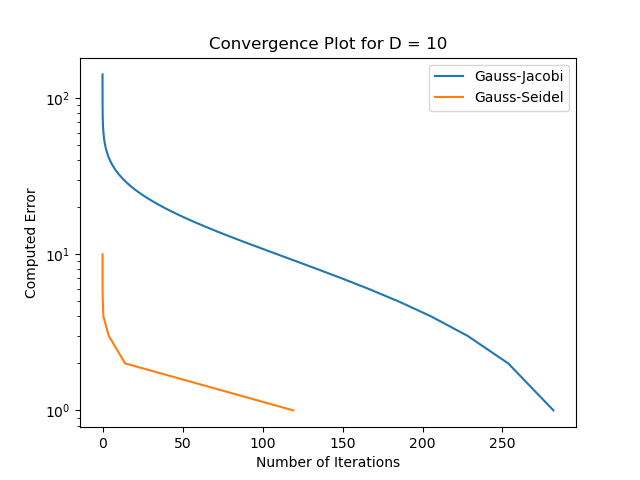 Convergence Plot for D = 10
Gauss-Jacobi
Gauss-Seidel
Computed Error
10²
10¹
10⁰
0 50 100 150 200 250
Number of Iterations